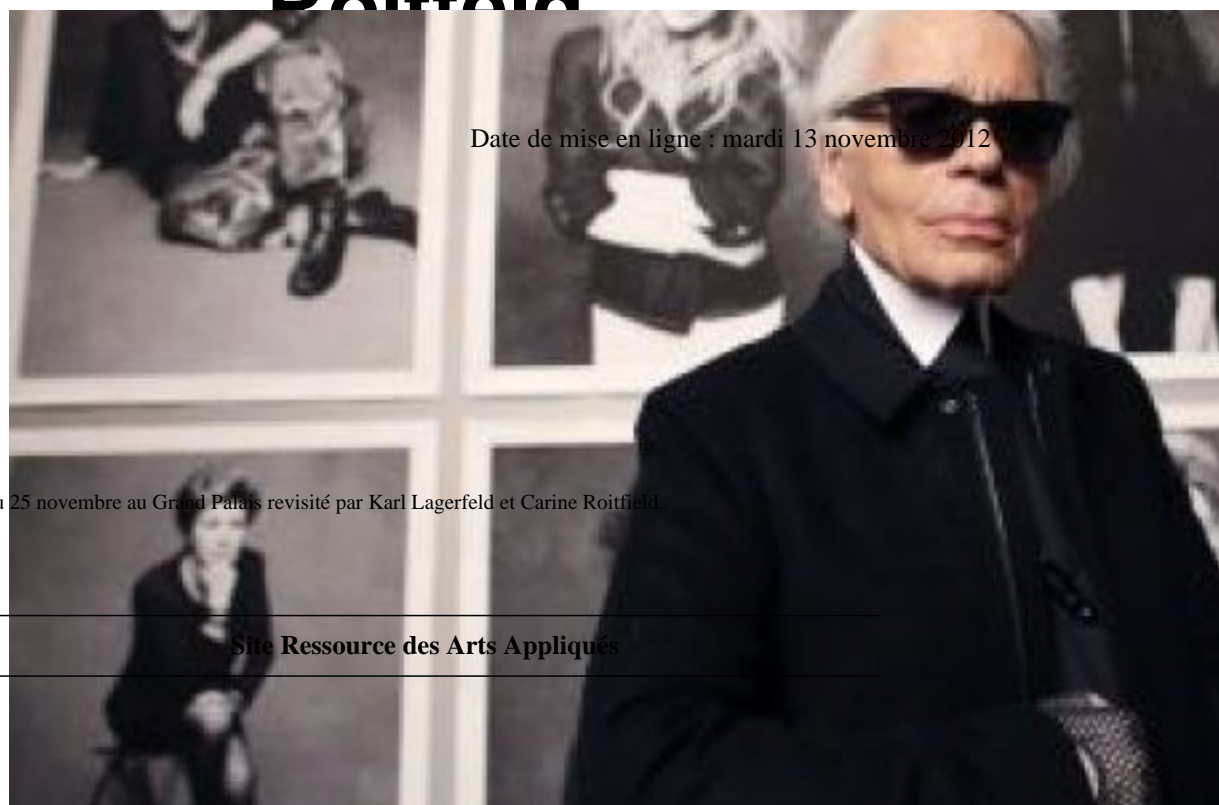 Roitfeld
Date de mise en ligne : mardi 13 novembre 2012
25 novembre au Grand Palais revisité par Karl Lagerfeld et Carine Roitfield.
Site Ressource des Arts Appliqués